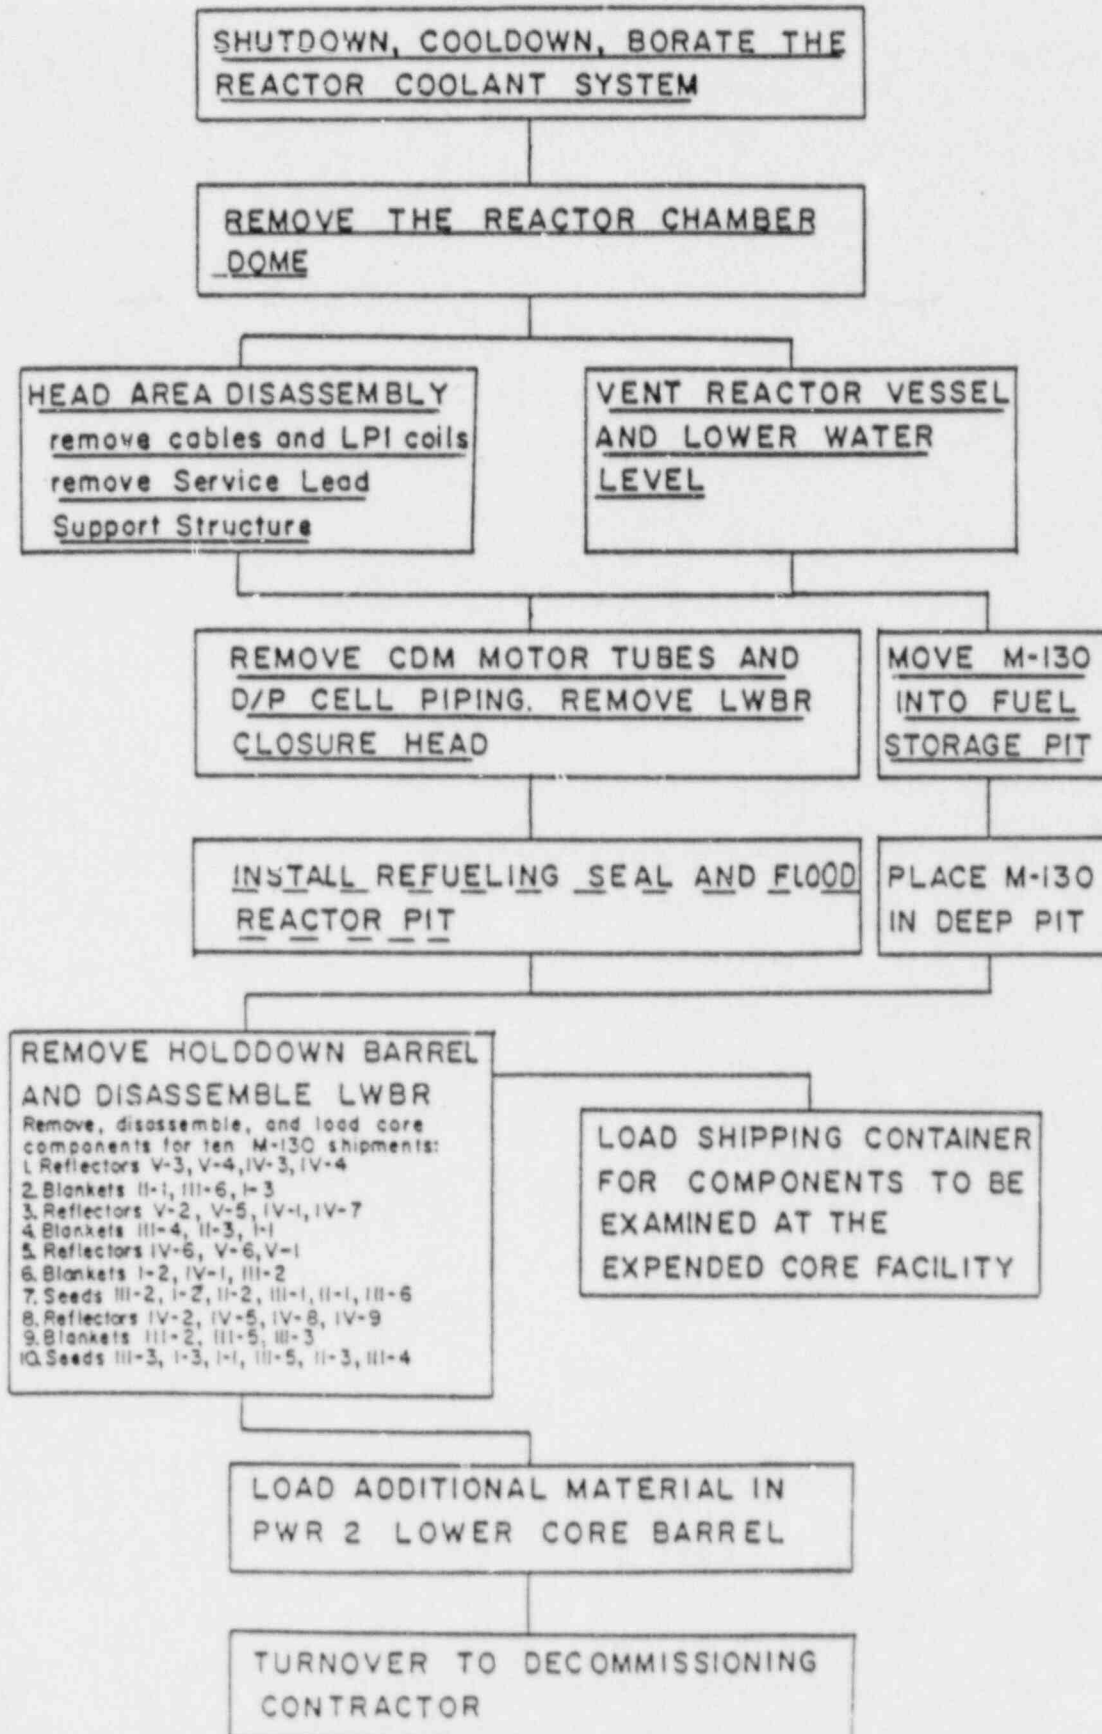 SHUTDOWN, COOLDOWN, BORATE THE
REACTOR COOLANT SYSTEM
REMOVE THE REACTOR CHAMBER
DOME
HEAD AREA DISASSEMBLY
remove cables and LPI coils
remove Service Lead
Support Structure
VENT REACTOR VESSEL
AND LOWER WATER
LEVEL
REMOVE CDM MOTOR TUBES AND
D/P CELL PIPING. REMOVE LWBR
CLOSURE HEAD
MOVE M-130
INTO FUEL
STORAGE PIT
INSTALL REFUELING SEAL AND FLOOD
REACTOR PIT
PLACE M-130
IN DEEP PIT
REMOVE HOLDDOWN BARREL
AND DISASSEMBLE LWBR
Remove, disassemble, and load core
components for ten M-130 shipments:
1. Reflectors V-3, V-4, IV-3, IV-4
2. Blankets II-1, III-6, I-3
3. Reflectors V-2, V-5, IV-1, IV-7
4. Blankets III-4, II-3, I-1
5. Reflectors IV-6, V-6, V-1
6. Blankets I-2, IV-1, III-2
7. Seeds III-2, I-2, II-2, III-1, II-1, III-6
8. Reflectors IV-2, IV-5, IV-8, IV-9
9. Blankets III-2, III-5, III-3
10. Seeds III-3, I-3, I-1, III-5, II-3, III-4
LOAD SHIPPING CONTAINER
FOR COMPONENTS TO BE
EXAMINED AT THE
EXPENDED CORE FACILITY
LOAD ADDITIONAL MATERIAL IN
PWR 2 LOWER CORE BARREL
TURNOVER TO DECOMMISSIONING
CONTRACTOR